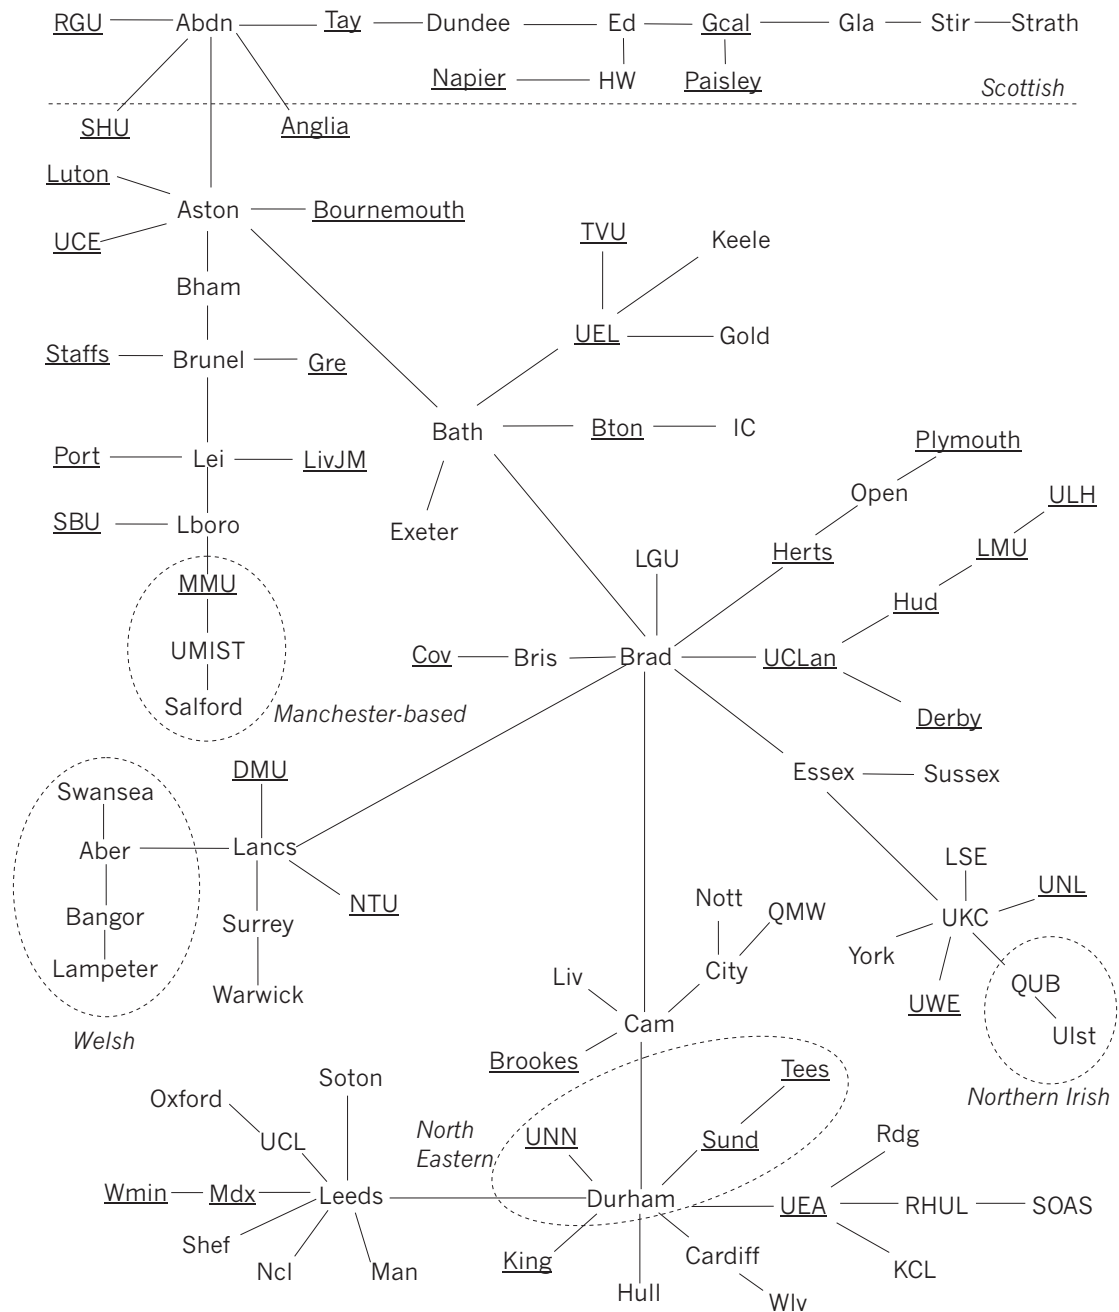 RGU Abdn Tay Dundee Ed Gcal Gla Stir Strath
Napier HW Paisley
Scottish
SHU Anglia
Luton
Aston Bournemouth
UCE
TVU Keele
Bham
UEL Gold
Staffs Brunel Gre
Bath Bton IC
Plymouth
Port Lei LivJM
Open ULH
SBU Lboro Exeter
LGU Herts LMU
MMU
Hud
UMIST Cov Bris Brad UCLan
Salford Manchester-based
Derby
DMU Essex Sussex
Swansea
Aber Lancs
LSE
NTU Nott UNL
Bangor Surrey QMW UKC
York
Lampeter City
Warwick Liv QUB
UWE
Cam Ulst
Welsh
Brookes Tees
Soton
Oxford Northern Irish
North
Eastern
UCL UNN Sund Rdg
Wmin Mdx Leeds Durham UEA RHUL SOAS
Shef King Cardiff
Ncl Man KCL
Hull Wlv